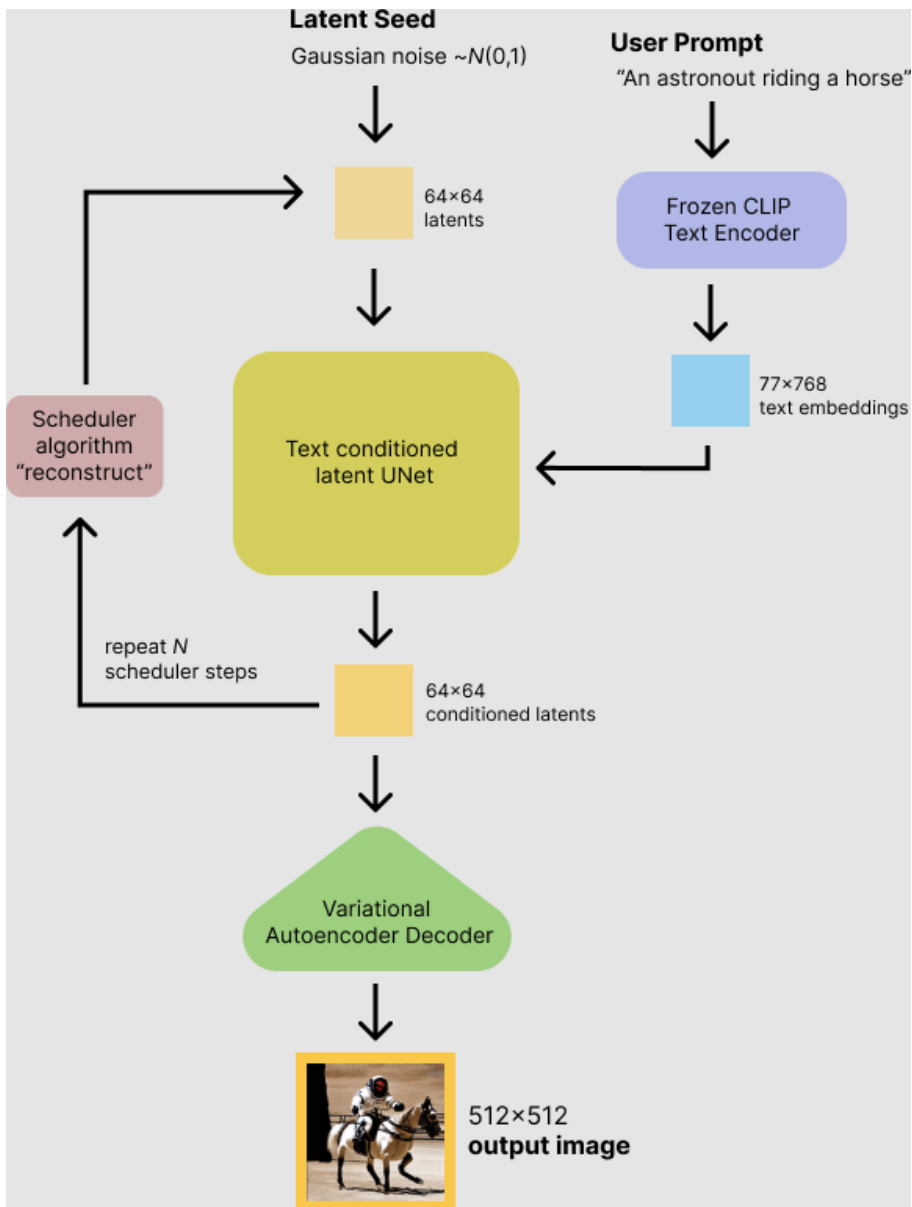 Latent Seed
Gaussian noise ~N(0,1)
User Prompt
“An astronout riding a horse”
64×64
latents
Frozen CLIP
Text Encoder
77×768
text embeddings
Scheduler
algorithm
“reconstruct”
Text conditioned
latent UNet
repeat N
scheduler steps
64×64
conditioned latents
Variational
Autoencoder Decoder
512×512
output image